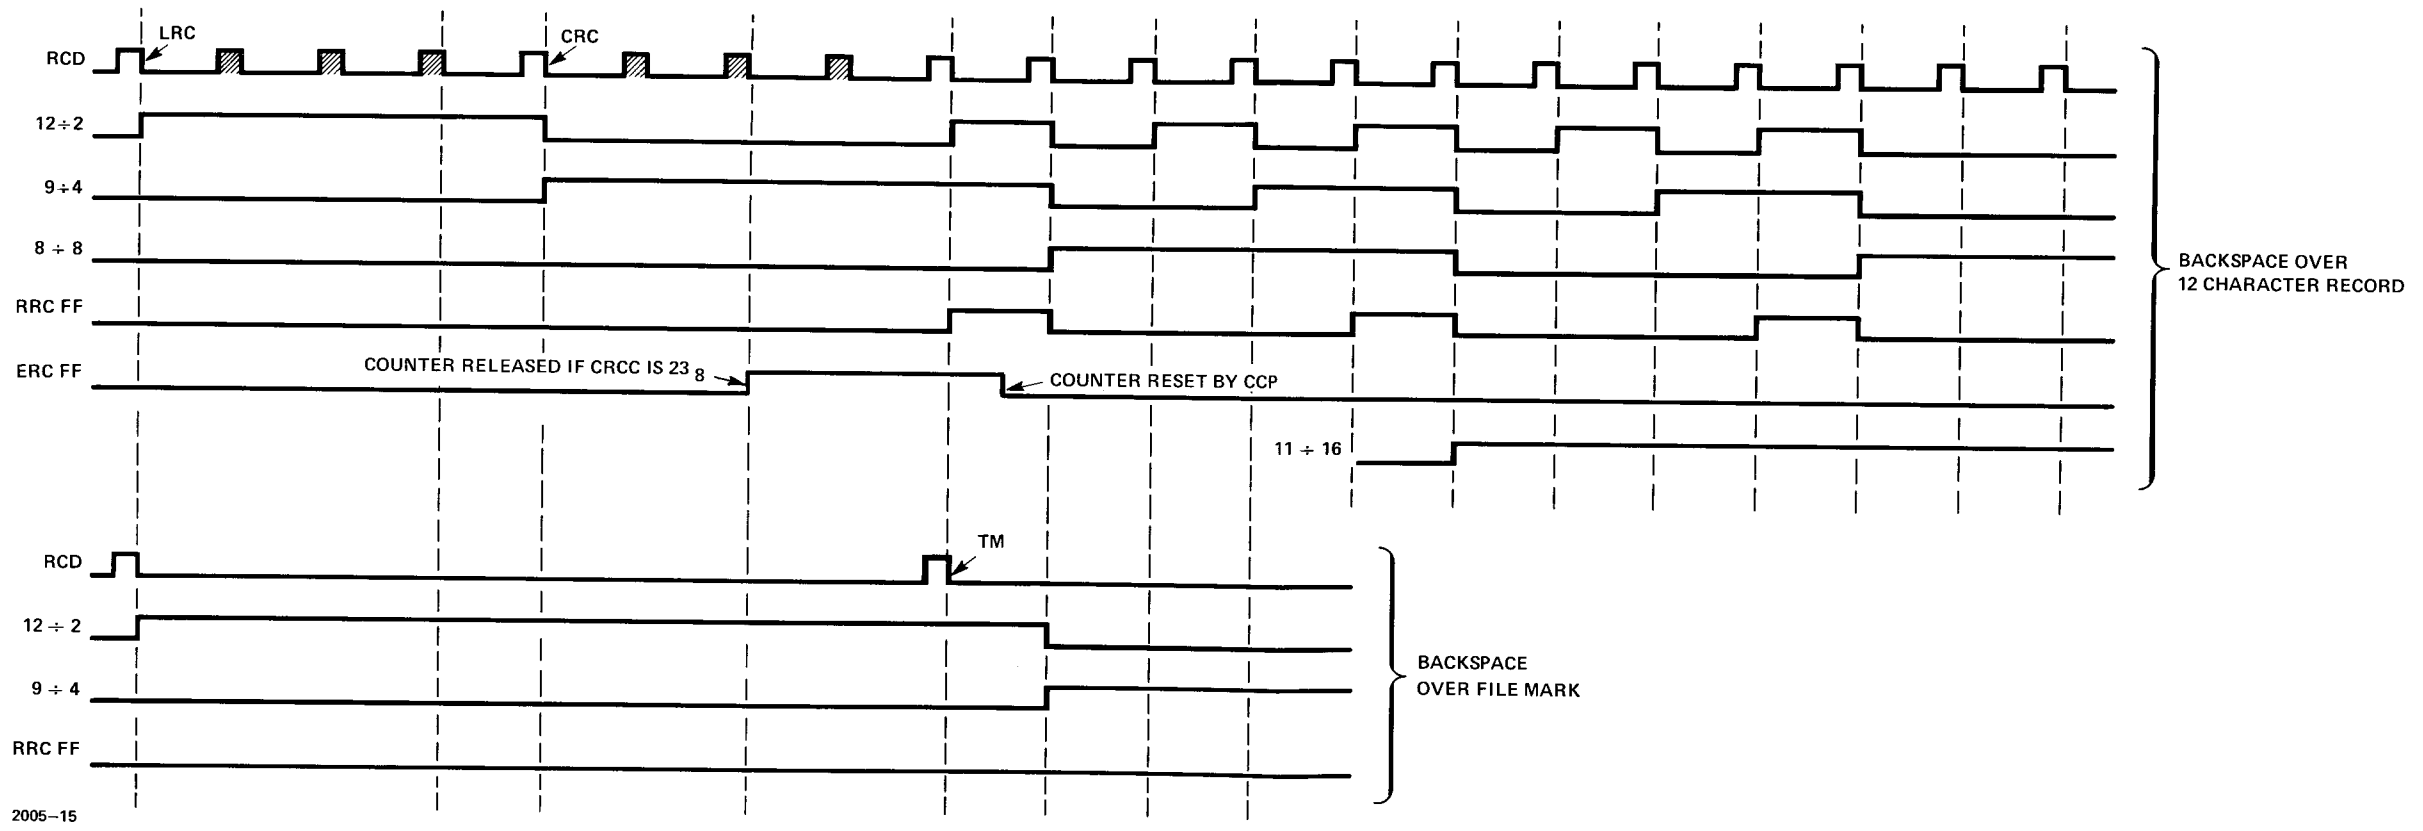 LRC
CRC
RCD
12÷2
9÷4
8 ÷ 8
BACKSPACE OVER
12 CHARACTER RECORD
RRC FF
ERC FF
COUNTER RELEASED IF CRCC IS 23 8
COUNTER RESET BY CCP
11 ÷ 16
TM
RCD
12 ÷ 2
BACKSPACE
OVER FILE MARK
9 ÷ 4
RRC FF
2005–15